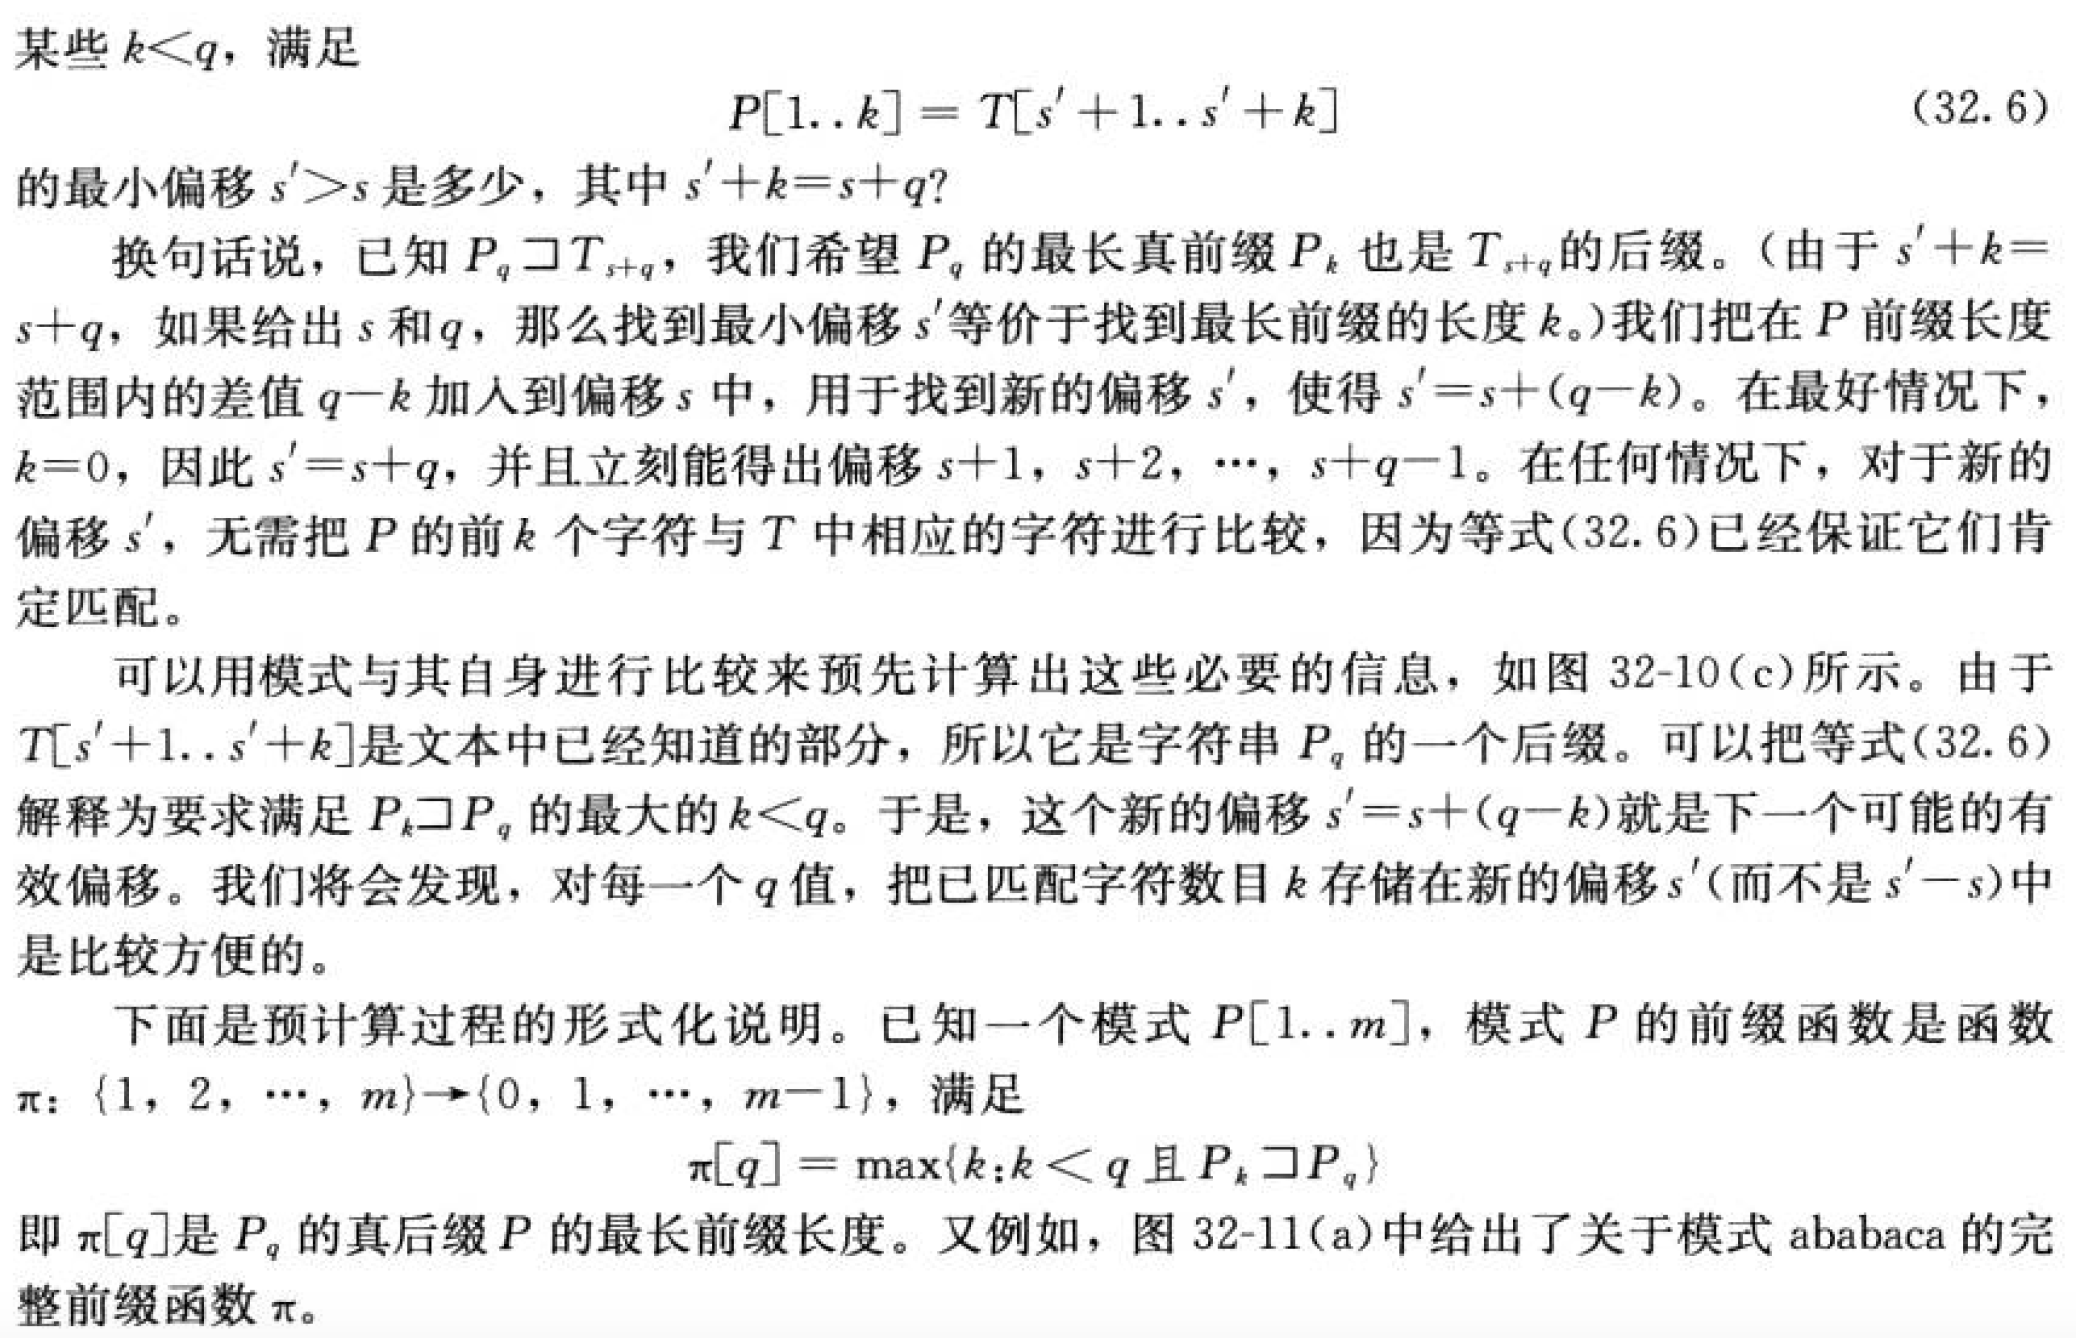 某些 k<q，满足
P[1..k] = T[s′+1..s′+k] (32.6)
的最小偏移 s′>s 是多少，其中 s′+k=s+q?
换句话说，已知 P_q⊐T_{s+q}，我们希望 P_q 的最长真前缀 P_k 也是 T_{s+q}的后缀。（由于 s′+k=
s+q，如果给出 s 和q，那么找到最小偏移 s′等价于找到最长前缀的长度 k。）我们把在 P 前缀长度
范围内的差值 q−k 加入到偏移 s 中，用于找到新的偏移 s′，使得 s′=s+(q−k)。在最好情况下，
k=0，因此 s′=s+q，并且立刻能得出偏移 s+1，s+2，…，s+q−1。在任何情况下，对于新的
偏移 s′，无需把 P 的前 k 个字符与 T 中相应的字符进行比较，因为等式(32.6)已经保证它们肯
定匹配。
可以用模式与其自身进行比较来预先计算出这些必要的信息，如图 32-10(c)所示。由于
T[s′+1..s′+k]是文本中已经知道的部分，所以它是字符串 P_q 的一个后缀。可以把等式(32.6)
解释为要求满足 P_k⊐P_q 的最大的 k<q。于是，这个新的偏移 s′=s+(q−k)就是下一个可能的有
效偏移。我们将会发现，对每一个 q 值，把已匹配字符数目 k 存储在新的偏移 s′(而不是 s′−s)中
是比较方便的。
下面是预计算过程的形式化说明。已知一个模式 P[1..m]，模式 P 的前缀函数是函数
π：{1，2，…，m}→{0，1，…，m−1}，满足
π[q] = max{k:k < q 且 P_k⊐P_q}
即 π[q]是 P_q 的真后缀 P 的最长前缀长度。又例如，图 32-11(a)中给出了关于模式 ababaca 的完
整前缀函数 π。